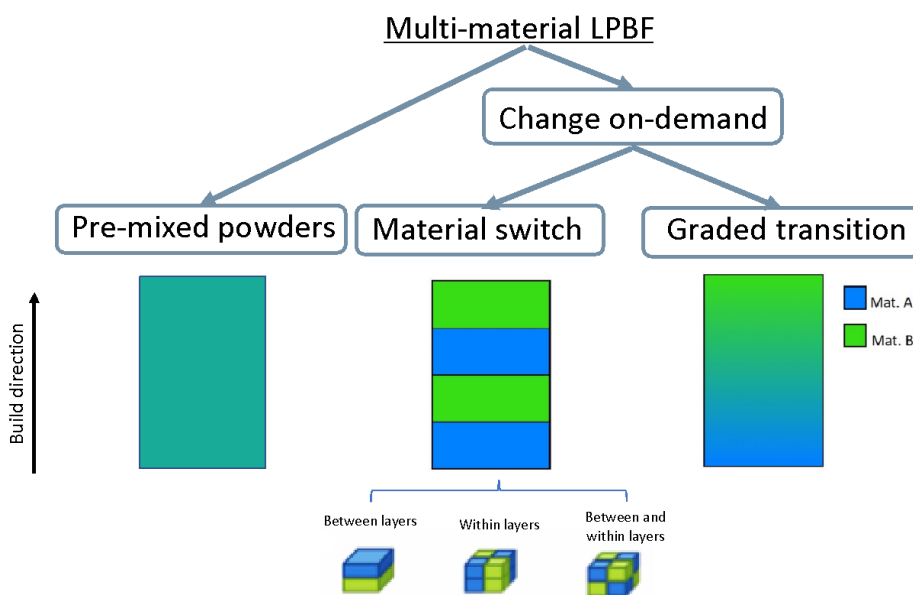 Multi-material LPBF
Change on-demand
Pre-mixed powders
Material switch
Graded transition
Mat. A
Mat. B
Build direction
Between layers
Within layers
Between and
within layers